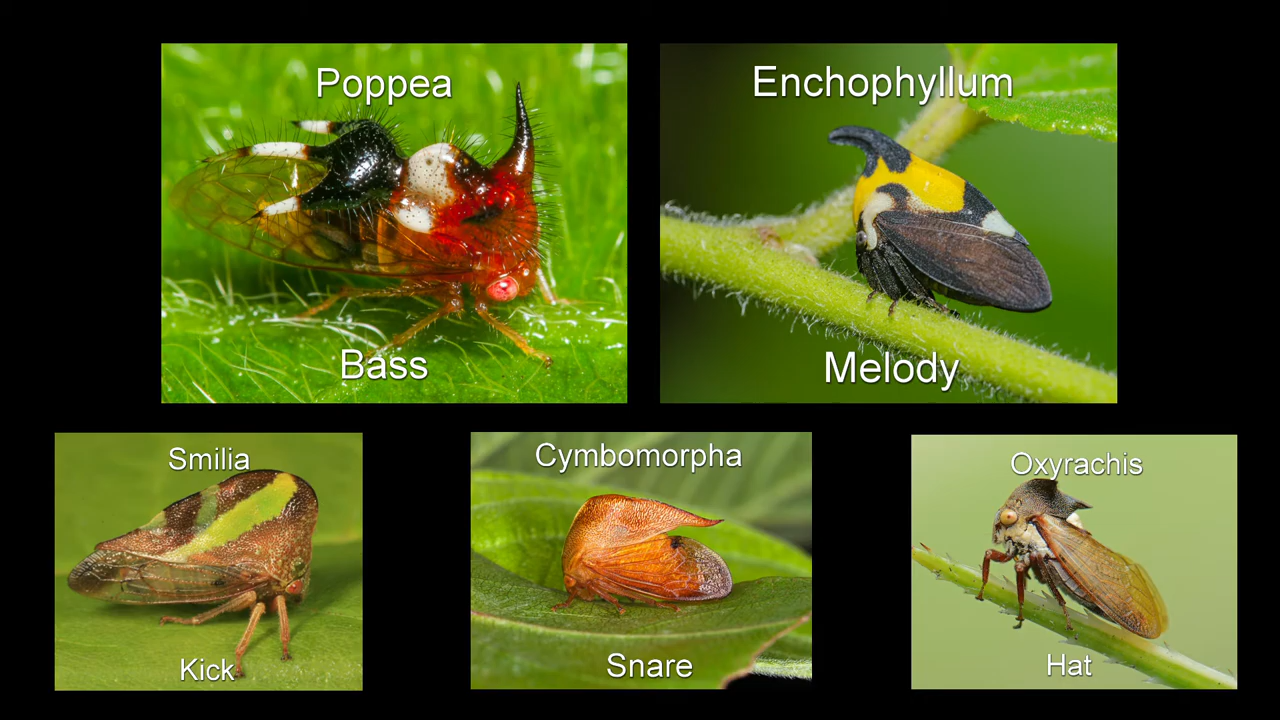 Poppea
Bass
Enchophyllum
Melody
Smilia
Kick
Cymbomorpha
Snare
Oxyrachis
Hat